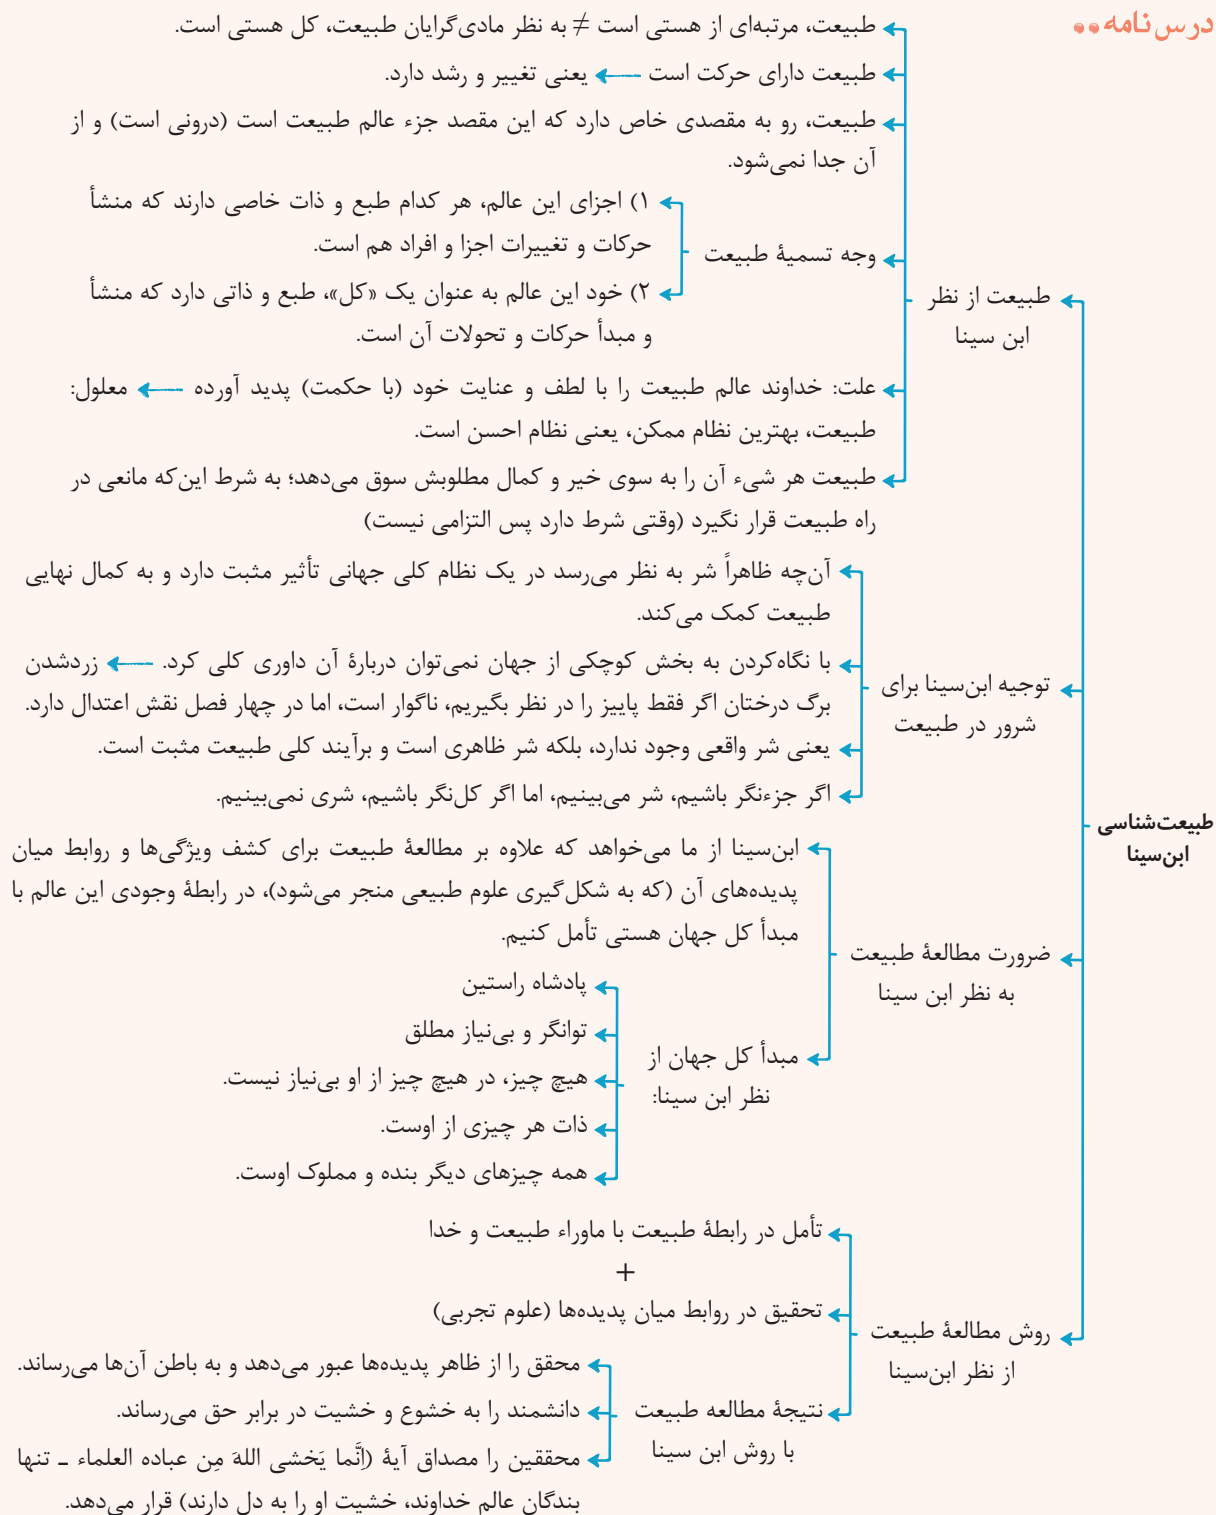 درس‌نامه
طبیعت‌شناسی
ابن‌سینا
طبیعت از نظر
ابن سینا
طبیعت، مرتبه‌ای از هستی است ≠ به نظر مادی‌گرایان طبیعت، کل هستی است.
طبیعت دارای حرکت است ← یعنی تغییر و رشد دارد.
طبیعت، رو به مقصدی خاص دارد که این مقصد جزء عالم طبیعت است (درونی است) و از
آن جدا نمی‌شود.
وجه تسمیهٔ طبیعت
۱) اجزای این عالم، هر کدام طبع و ذات خاصی دارند که منشأ
حرکات و تغییرات اجزا و افراد هم است.
۲) خود این عالم به عنوان یک «کل»، طبع و ذاتی دارد که منشأ
و مبدأ حرکات و تحولات آن است.
علت: خداوند عالم طبیعت را با لطف و عنایت خود (با حکمت) پدید آورده ← معلول:
طبیعت، بهترین نظام ممکن، یعنی نظام احسن است.
طبیعت هر شیء آن را به سوی خیر و کمال مطلوبش سوق می‌دهد؛ به شرط این‌که مانعی در
راه طبیعت قرار نگیرد (وقتی شرط دارد پس التزامی نیست)
توجیه ابن‌سینا برای
شرور در طبیعت
آن‌چه ظاهراً شر به نظر می‌رسد در یک نظام کلی جهانی تأثیر مثبت دارد و به کمال نهایی
طبیعت کمک می‌کند.
با نگاه‌کردن به بخش کوچکی از جهان نمی‌توان دربارهٔ آن داوری کلی کرد. ← زردشدن
برگ درختان اگر فقط پاییز را در نظر بگیریم، ناگوار است، اما در چهار فصل نقش اعتدال دارد.
یعنی شر واقعی وجود ندارد، بلکه شر ظاهری است و برآیند کلی طبیعت مثبت است.
اگر جزءنگر باشیم، شر می‌بینیم، اما اگر کل‌نگر باشیم، شری نمی‌بینیم.
ضرورت مطالعهٔ طبیعت
به نظر ابن سینا
ابن‌سینا از ما می‌خواهد که علاوه بر مطالعهٔ طبیعت برای کشف ویژگی‌ها و روابط میان
پدیده‌های آن (که به شکل‌گیری علوم طبیعی منجر می‌شود)، در رابطهٔ وجودی این عالم با
مبدأ کل جهان هستی تأمل کنیم.
مبدأ کل جهان از
نظر ابن سینا:
پادشاه راستین
توانگر و بی‌نیاز مطلق
هیچ چیز، در هیچ چیز از او بی‌نیاز نیست.
ذات هر چیزی از اوست.
همه چیزهای دیگر بنده و مملوک اوست.
روش مطالعهٔ طبیعت
از نظر ابن‌سینا
تأمل در رابطهٔ طبیعت با ماوراء طبیعت و خدا
+
تحقیق در روابط میان پدیده‌ها (علوم تجربی)
نتیجهٔ مطالعه طبیعت
با روش ابن سینا
محقق را از ظاهر پدیده‌ها عبور می‌دهد و به باطن آن‌ها می‌رساند.
دانشمند را به خشوع و خشیت در برابر حق می‌رساند.
محققین را مصداق آیهٔ (اِنَّما یَخشی اللهَ مِن عباده العلماء ـ تنها
بندگان عالم خداوند، خشیت او را به دل دارند) قرار می‌دهد.